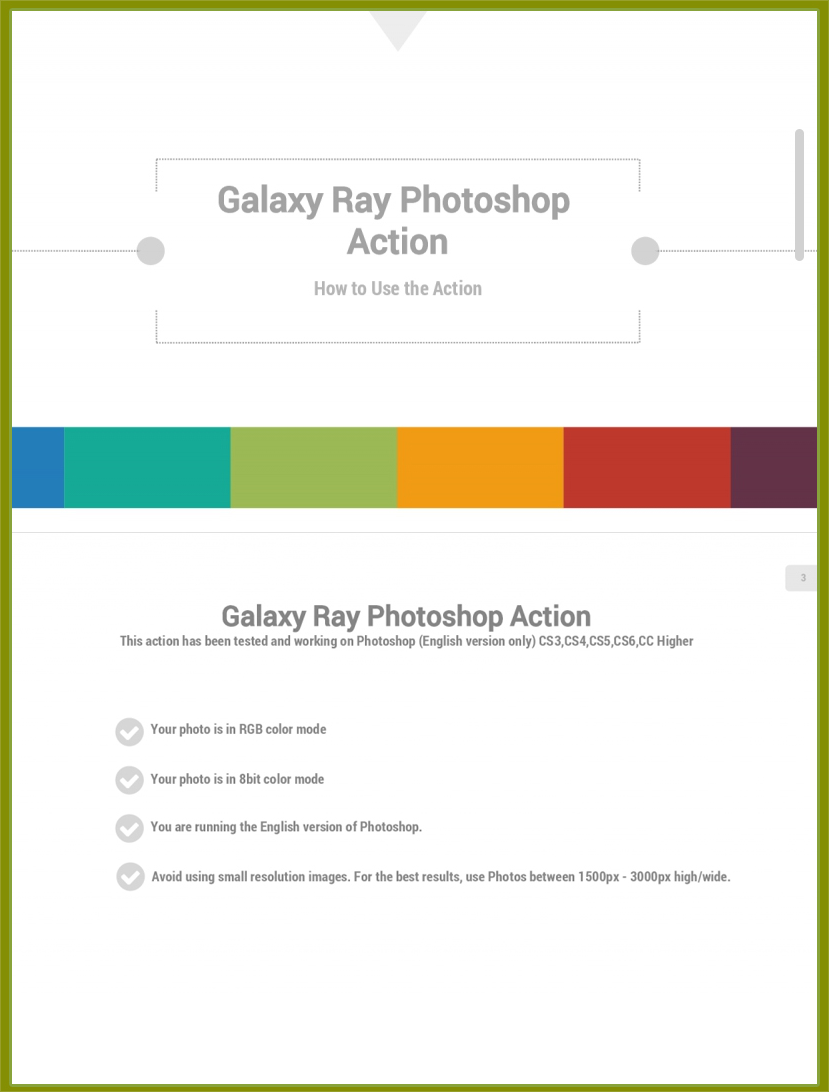 Galaxy Ray Photoshop
Action
How to Use the Action
3
Galaxy Ray Photoshop Action
This action has been tested and working on Photoshop (English version only) CS3,CS4,CS5,CS6,CC Higher
Your photo is in RGB color mode
Your photo is in 8bit color mode
You are running the English version of Photoshop.
Avoid using small resolution images. For the best results, use Photos between 1500px - 3000px high/wide.